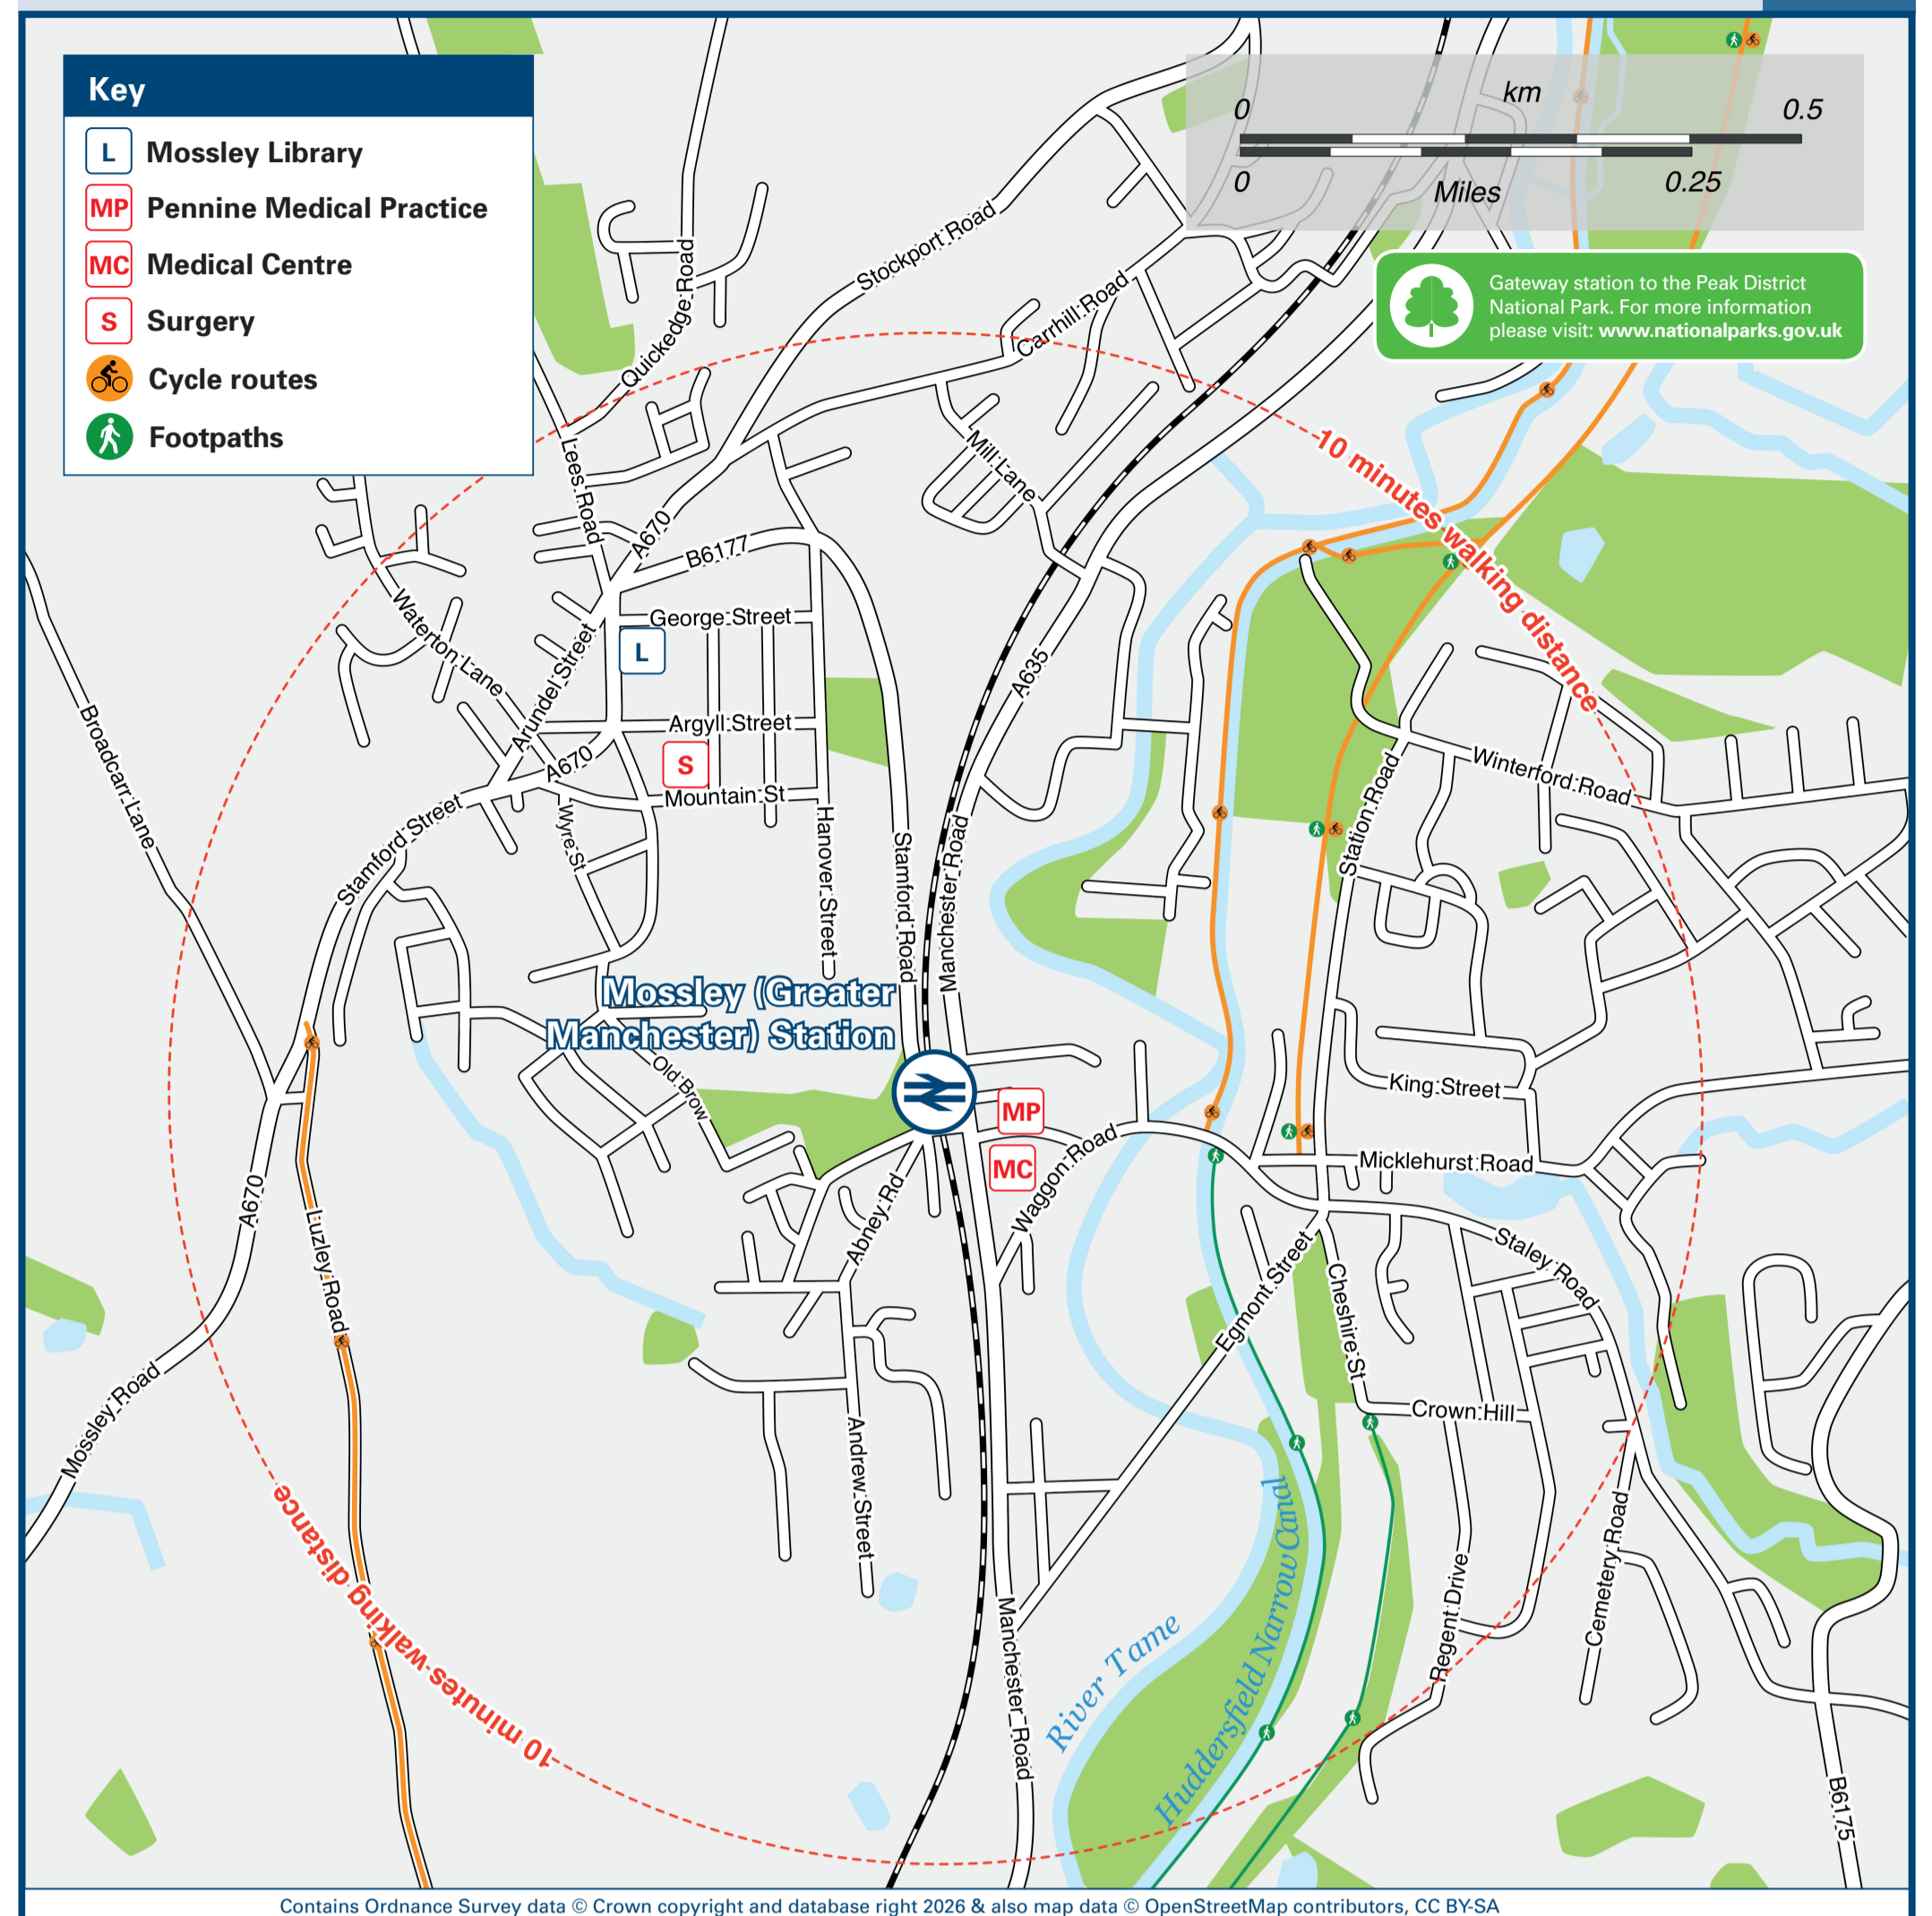 Key
L Mossley Library
MP Pennine Medical Practice
MC Medical Centre
S Surgery
Cycle routes
Footpaths
km
0 0.5
0 0.25
Miles
Gateway station to the Peak District
National Park. For more information
please visit: www.nationalparks.gov.uk
Stockport Road
Quickedge Road
Carrhill Road
Lees Road
Mill Lane
10 minutes walking distance
A670
B6177
George Street
L
Waterton Lane
Arundel Street
A635
Argyll Street
S
A670
Mountain St
Broadcarr Lane
Stamford Street
Wyre St
Hanover Street
Stamford Road
Manchester Road
Station Road
Winterford Road
Mossley (Greater
Manchester) Station
Old Brow
MP
MC
King Street
Waggon Road
Micklehurst Road
A670
Luzley Road
Abney Rd
Egmont Street
Cheshire St
Staley Road
Mossley Road
Crown Hill
Andrew Street
10 minutes walking distance
Manchester Road
River Tame
Huddersfield Narrow Canal
Regent Drive
Cemetery Road
B6175
Contains Ordnance Survey data © Crown copyright and database right 2026 & also map data © OpenStreetMap contributors, CC BY-SA